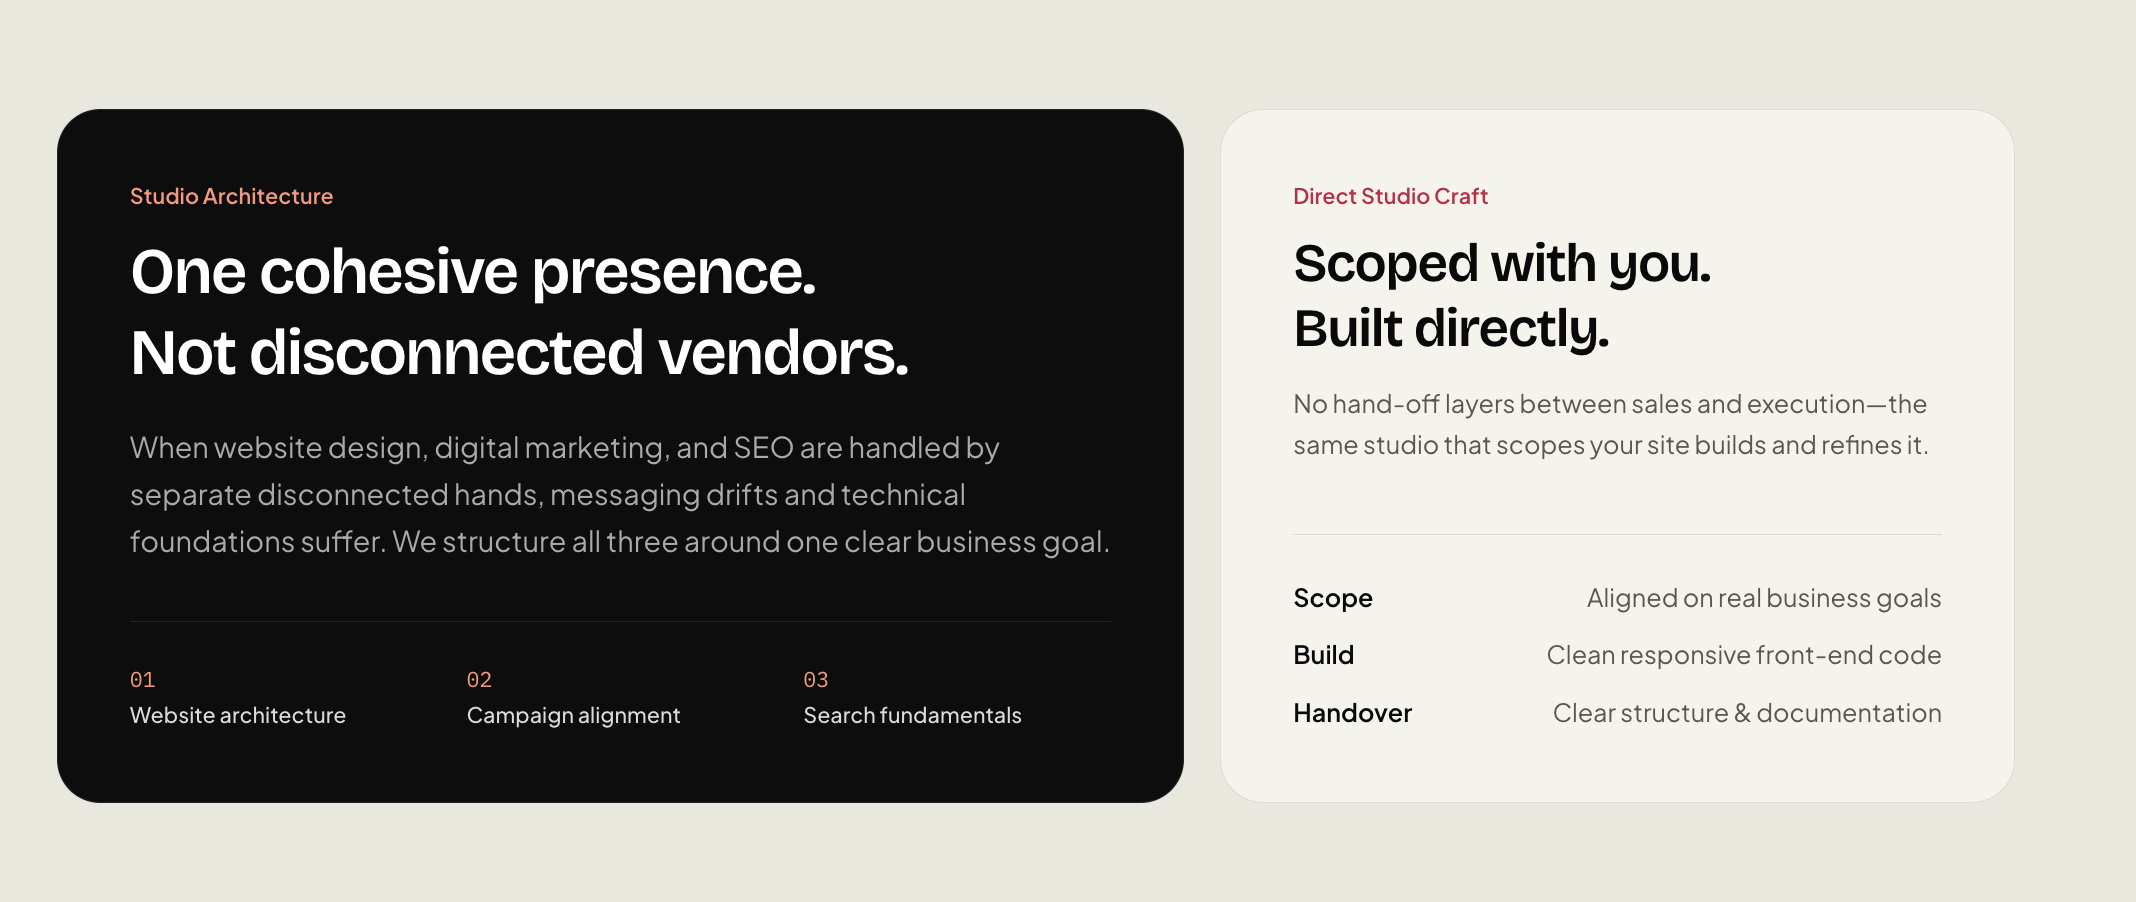 Studio Architecture
One cohesive presence.
Not disconnected vendors.
When website design, digital marketing, and SEO are handled by
separate disconnected hands, messaging drifts and technical
foundations suffer. We structure all three around one clear business goal.
01
Website architecture
02
Campaign alignment
03
Search fundamentals
Direct Studio Craft
Scoped with you.
Built directly.
No hand-off layers between sales and execution—the
same studio that scopes your site builds and refines it.
Scope Aligned on real business goals
Build Clean responsive front-end code
Handover Clear structure & documentation